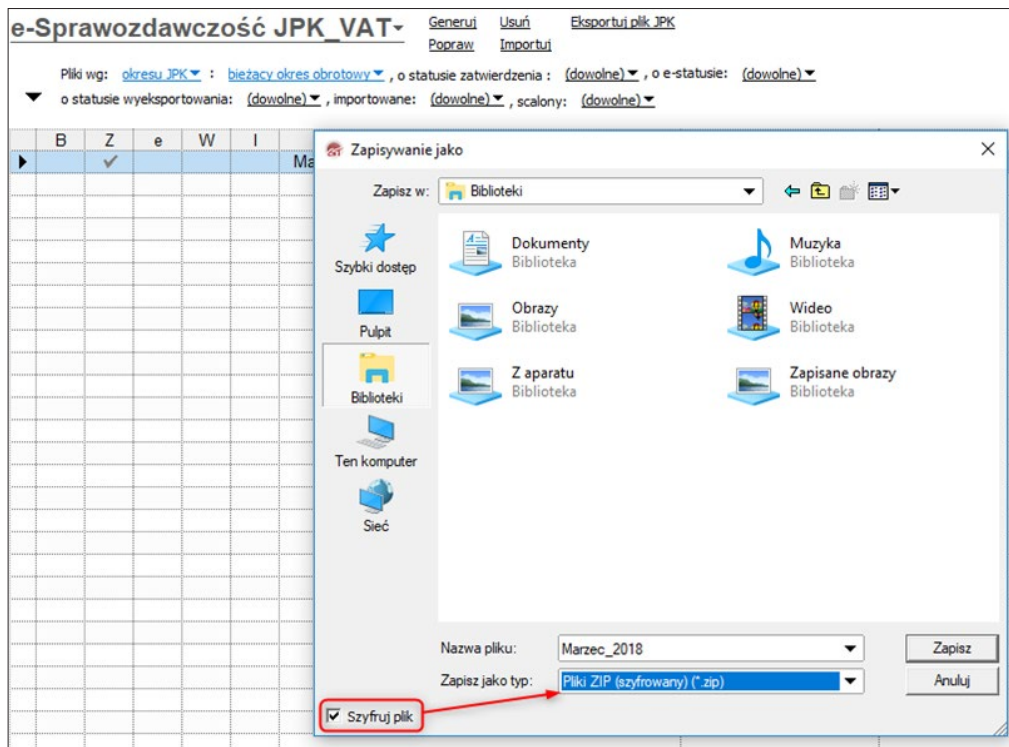 e-Sprawozdawczość JPK_VAT
Generuj Usuń Eksportuj plik JPK
Popraw Importuj
Pliki wg: okresu JPK : bieżący okres obrotowy , o statusie zatwierdzenia : (dowolne) , o e-statusie: (dowolne)
o statusie wyeksportowania: (dowolne) , importowane: (dowolne) , scalony: (dowolne)
B Z e W I
Ma
Zapisywanie jako
Zapisz w: Biblioteki
Szybki dostęp
Pulpit
Biblioteki
Ten komputer
Sieć
Dokumenty
Biblioteka
Muzyka
Biblioteka
Obrazy
Biblioteka
Wideo
Biblioteka
Z aparatu
Biblioteka
Zapisane obrazy
Biblioteka
Nazwa pliku: Marzec_2018 Zapisz
Zapisz jako typ: Pliki ZIP (szyfrowany) (*.zip) Anuluj
Szyfruj plik